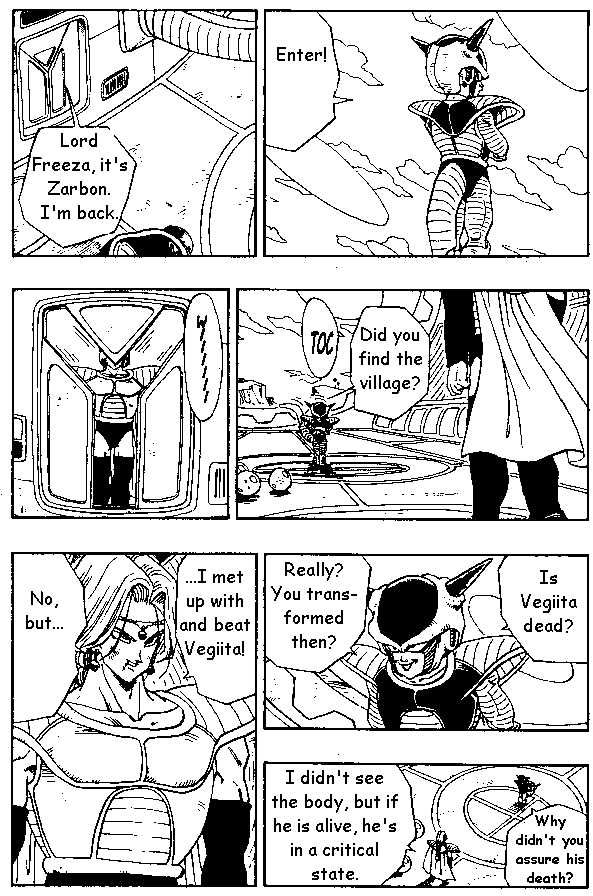 Lord
Freeza, it's
Zarbon.
I'm back.
Enter!
TOC
Did you
find the
village?
No,
but...
...I met
up with
and beat
Vegiita!
Really?
You trans-
formed
then?
Is
Vegiita
dead?
I didn't see
the body, but if
he is alive, he's
in a critical
state.
Why
didn't you
assure his
death?